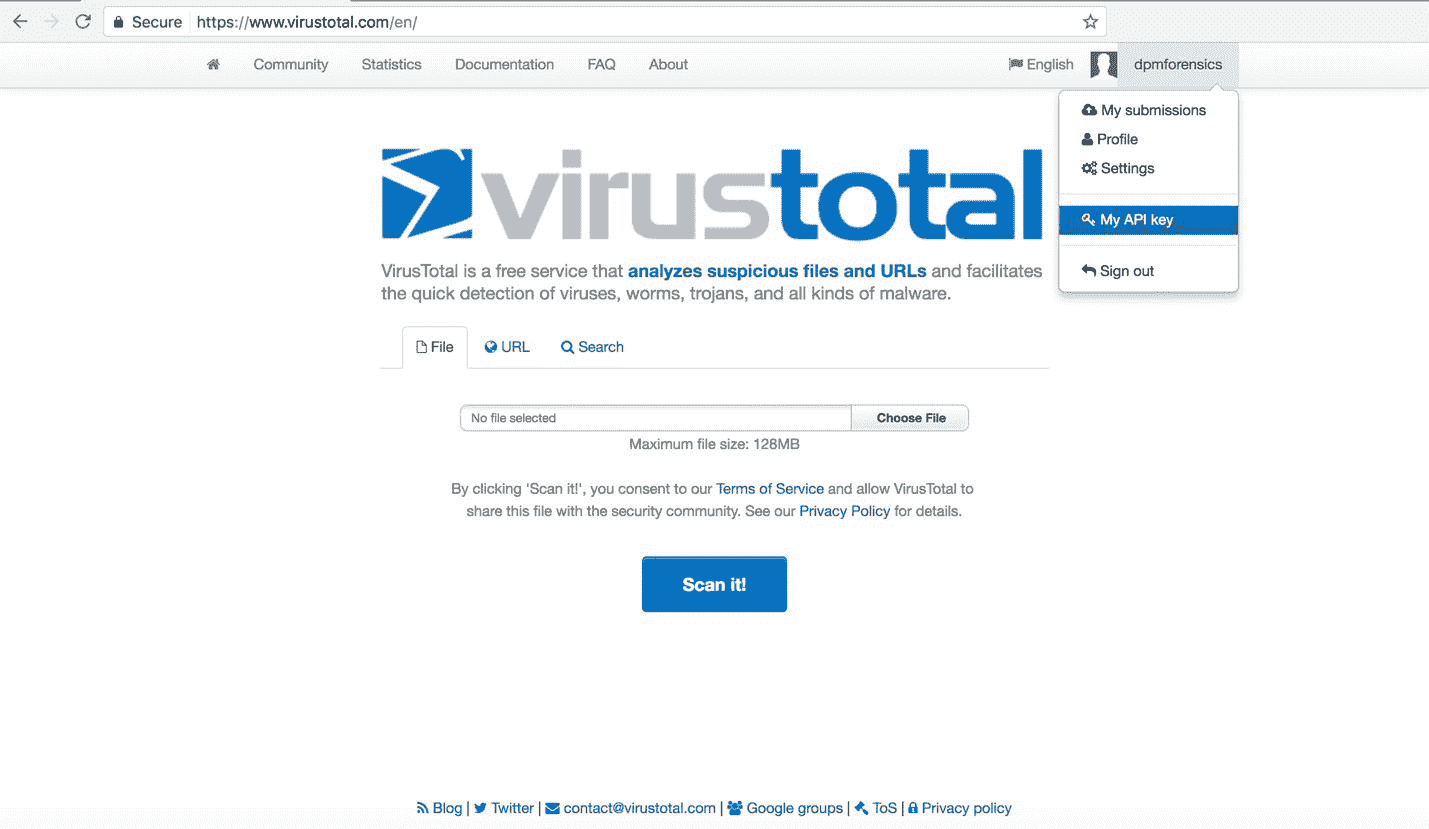 Secure https://www.virustotal.com/en/
Community Statistics Documentation FAQ About English dpmforensics
My submissions
Profile
Settings
My API key
Sign out
virustotal
VirusTotal is a free service that analyzes suspicious files and URLs and facilitates
the quick detection of viruses, worms, trojans, and all kinds of malware.
File URL Search
No file selected Choose File
Maximum file size: 128MB
By clicking 'Scan it!', you consent to our Terms of Service and allow VirusTotal to
share this file with the security community. See our Privacy Policy for details.
Scan it!
Blog | Twitter | contact@virustotal.com | Google groups | ToS | Privacy policy